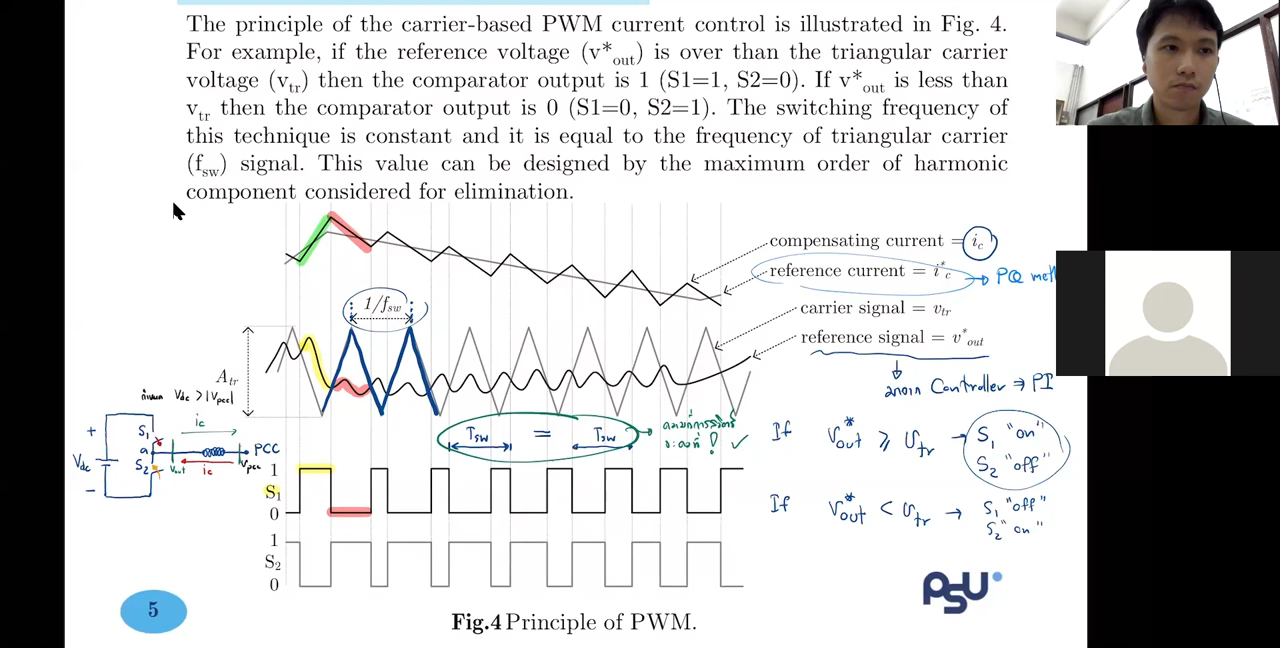 The principle of the carrier-based PWM current control is illustrated in Fig. 4.
For example, if the reference voltage (v*out) is over than the triangular carrier
voltage (vtr) then the comparator output is 1 (S1=1, S2=0). If v*out is less than
vtr then the comparator output is 0 (S1=0, S2=1). The switching frequency of
this technique is constant and it is equal to the frequency of triangular carrier
(fsw) signal. This value can be designed by the maximum order of harmonic
component considered for elimination.
compensating current = ic
reference current = i*c → PQ
1/fsw
carrier signal = vtr
reference signal = v*out
Atr
Controller ⇒ PI
Vdc > |Vpcc|
ic
Tsw = Tsw
If V*out ⩾ Vtr → S1 "on"
S2 "off"
+
S1
a
S2
PCC
Vdc
Vout
ic
Vpcc
-
1
S1
0
If V*out < Vtr → S1 "off"
S2 "on"
1
S2
0
PSU
5
Fig.4 Principle of PWM.